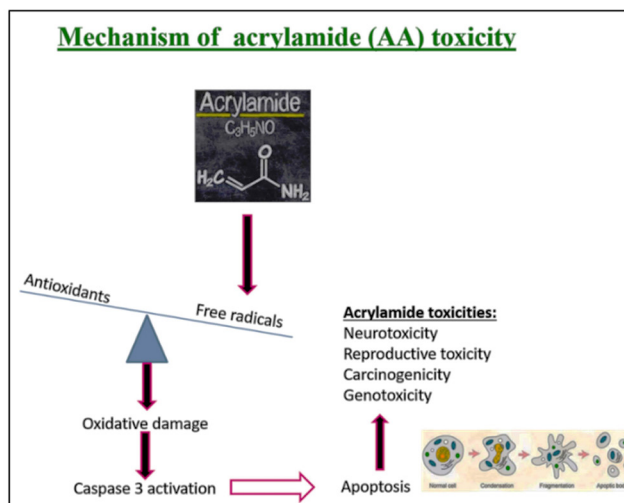 Mechanism of acrylamide (AA) toxicity
Acrylamide
C₃H₅NO
O
H₂C
NH₂
Antioxidants
Free radicals
Acrylamide toxicities:
Neurotoxicity
Reproductive toxicity
Carcinogenicity
Genotoxicity
Oxidative damage
Caspase 3 activation
Apoptosis
Normal cell
Condensation
Fragmentation